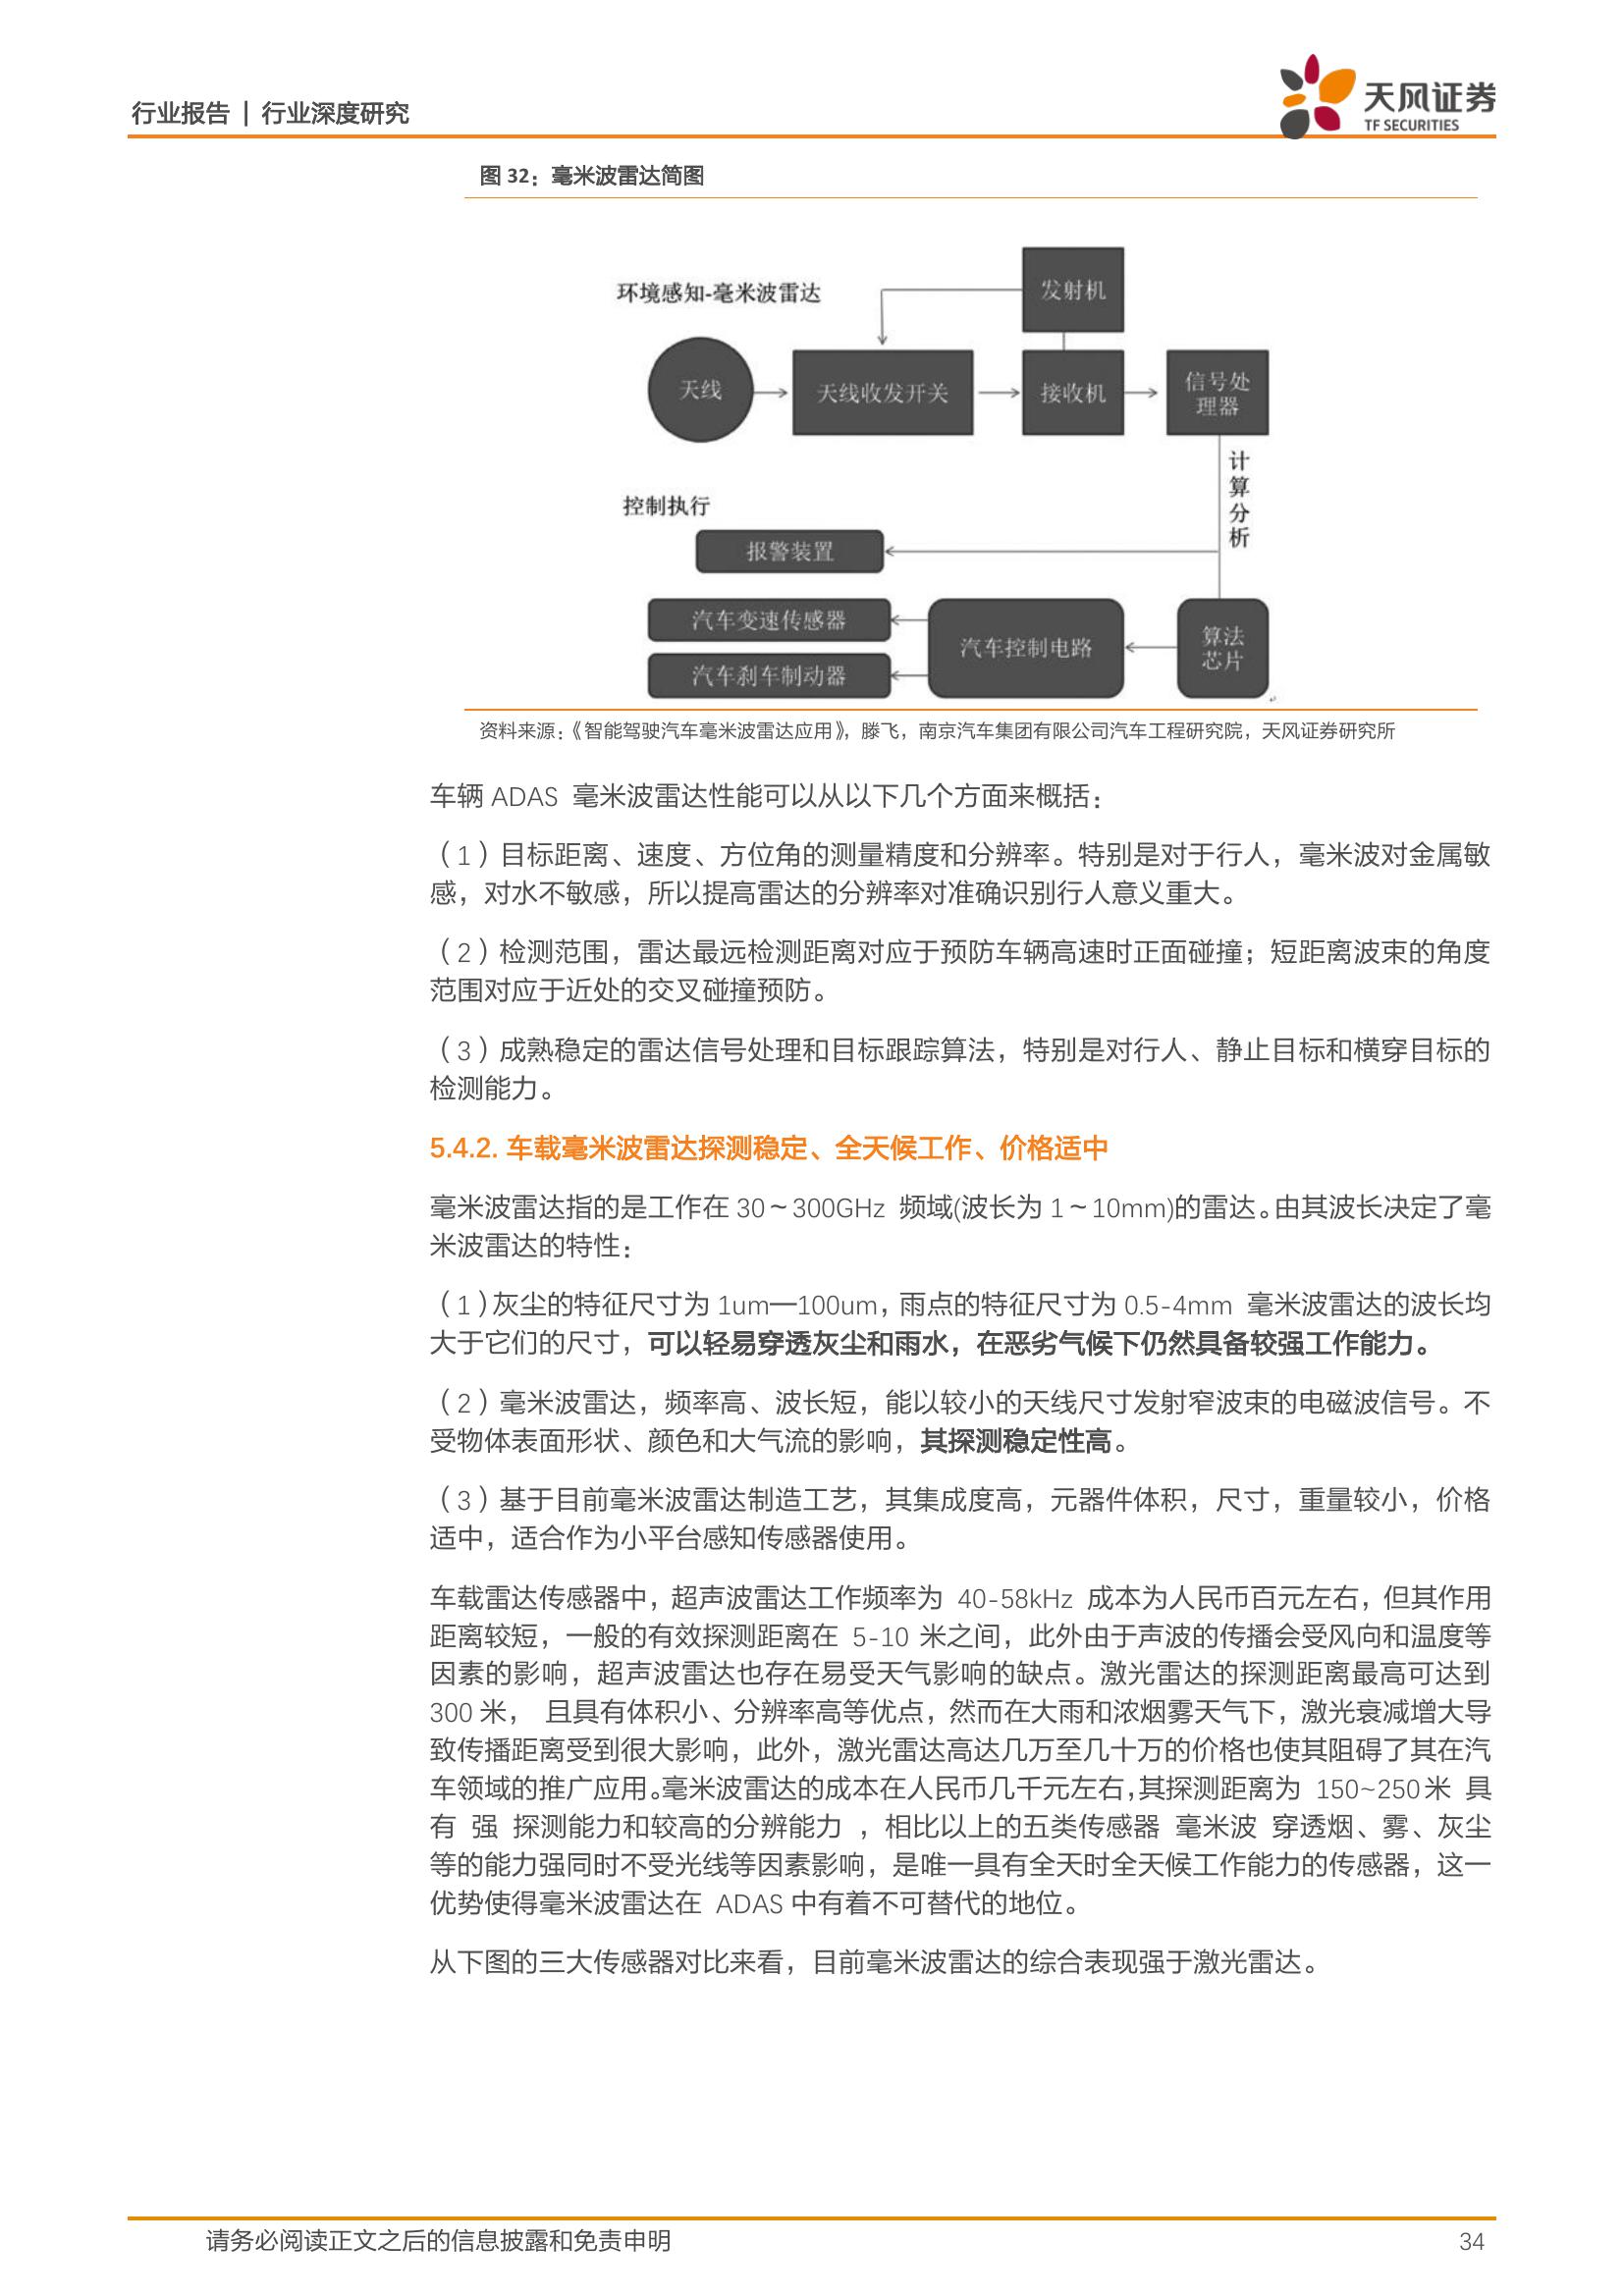 行业报告 | 行业深度研究
天风证券
TF SECURITIES
图 32：毫米波雷达简图
环境感知-毫米波雷达
发射机
天线
天线收发开关
接收机
信号处
理器
计
算
分
析
控制执行
报警装置
汽车变速传感器
汽车刹车制动器
汽车控制电路
算法
芯片
资料来源：《智能驾驶汽车毫米波雷达应用》，滕飞，南京汽车集团有限公司汽车工程研究院，天风证券研究所
车辆 ADAS 毫米波雷达性能可以从以下几个方面来概括：
（1）目标距离、速度、方位角的测量精度和分辨率。特别是对于行人，毫米波对金属敏
感，对水不敏感，所以提高雷达的分辨率对准确识别行人意义重大。
（2）检测范围，雷达最远检测距离对应于预防车辆高速时正面碰撞；短距离波束的角度
范围对应于近处的交叉碰撞预防。
（3）成熟稳定的雷达信号处理和目标跟踪算法，特别是对行人、静止目标和横穿目标的
检测能力。
5.4.2. 车载毫米波雷达探测稳定、全天候工作、价格适中
毫米波雷达指的是工作在 30～300GHz 频域(波长为 1～10mm)的雷达。由其波长决定了毫
米波雷达的特性：
（1）灰尘的特征尺寸为 1um—100um，雨点的特征尺寸为 0.5-4mm 毫米波雷达的波长均
大于它们的尺寸，可以轻易穿透灰尘和雨水，在恶劣气候下仍然具备较强工作能力。
（2）毫米波雷达，频率高、波长短，能以较小的天线尺寸发射窄波束的电磁波信号。不
受物体表面形状、颜色和大气流的影响，其探测稳定性高。
（3）基于目前毫米波雷达制造工艺，其集成度高，元器件体积，尺寸，重量较小，价格
适中，适合作为小平台感知传感器使用。
车载雷达传感器中，超声波雷达工作频率为 40-58kHz 成本为人民币百元左右，但其作用
距离较短，一般的有效探测距离在 5-10 米之间，此外由于声波的传播会受风向和温度等
因素的影响，超声波雷达也存在易受天气影响的缺点。激光雷达的探测距离最高可达到
300 米， 且具有体积小、分辨率高等优点，然而在大雨和浓烟雾天气下，激光衰减增大导
致传播距离受到很大影响，此外，激光雷达高达几万至几十万的价格也使其阻碍了其在汽
车领域的推广应用。毫米波雷达的成本在人民币几千元左右，其探测距离为 150~250米 具
有 强 探测能力和较高的分辨能力 ，相比以上的五类传感器 毫米波 穿透烟、雾、灰尘
等的能力强同时不受光线等因素影响，是唯一具有全天时全天候工作能力的传感器，这一
优势使得毫米波雷达在 ADAS 中有着不可替代的地位。
从下图的三大传感器对比来看，目前毫米波雷达的综合表现强于激光雷达。
请务必阅读正文之后的信息披露和免责申明
34